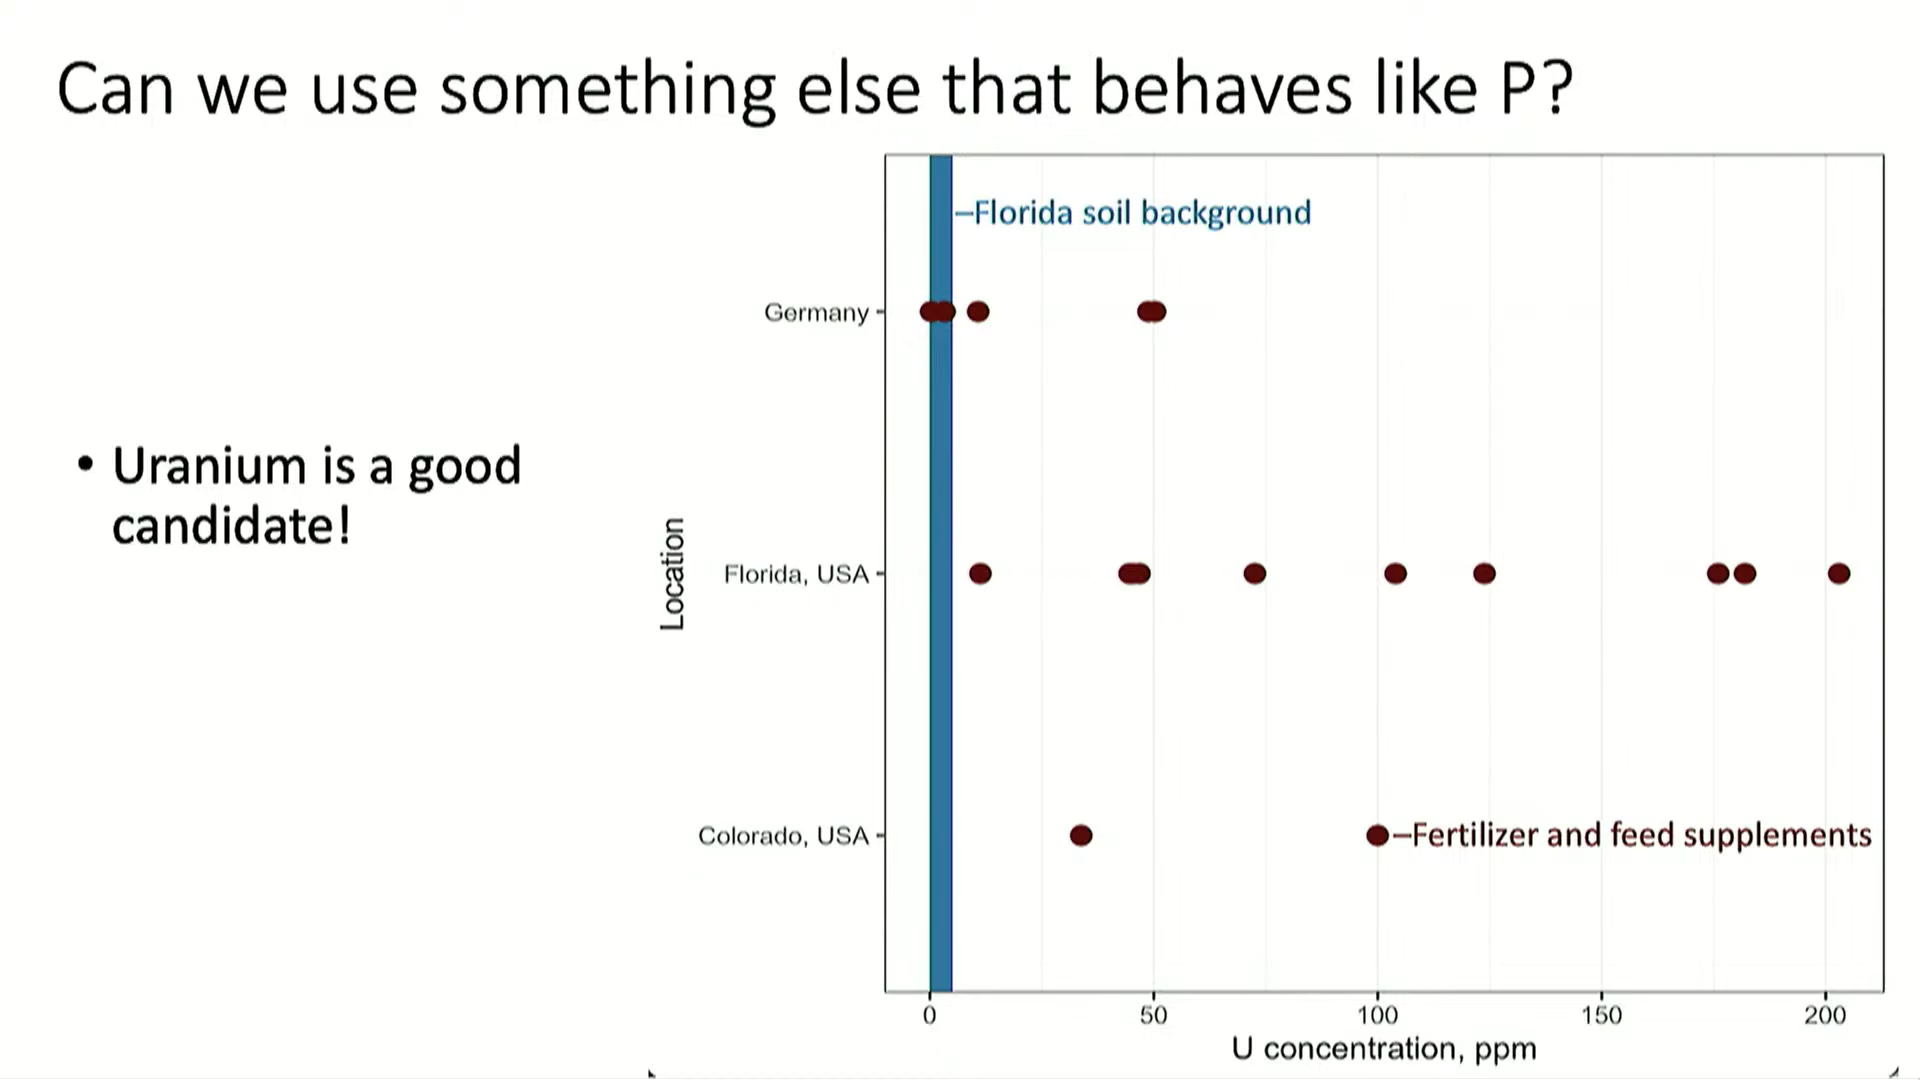 Can we use something else that behaves like P?
• Uranium is a good
candidate!
–Florida soil background
Germany
Florida, USA
Colorado, USA
–Fertilizer and feed supplements
Location
0 50 100 150 200
U concentration, ppm